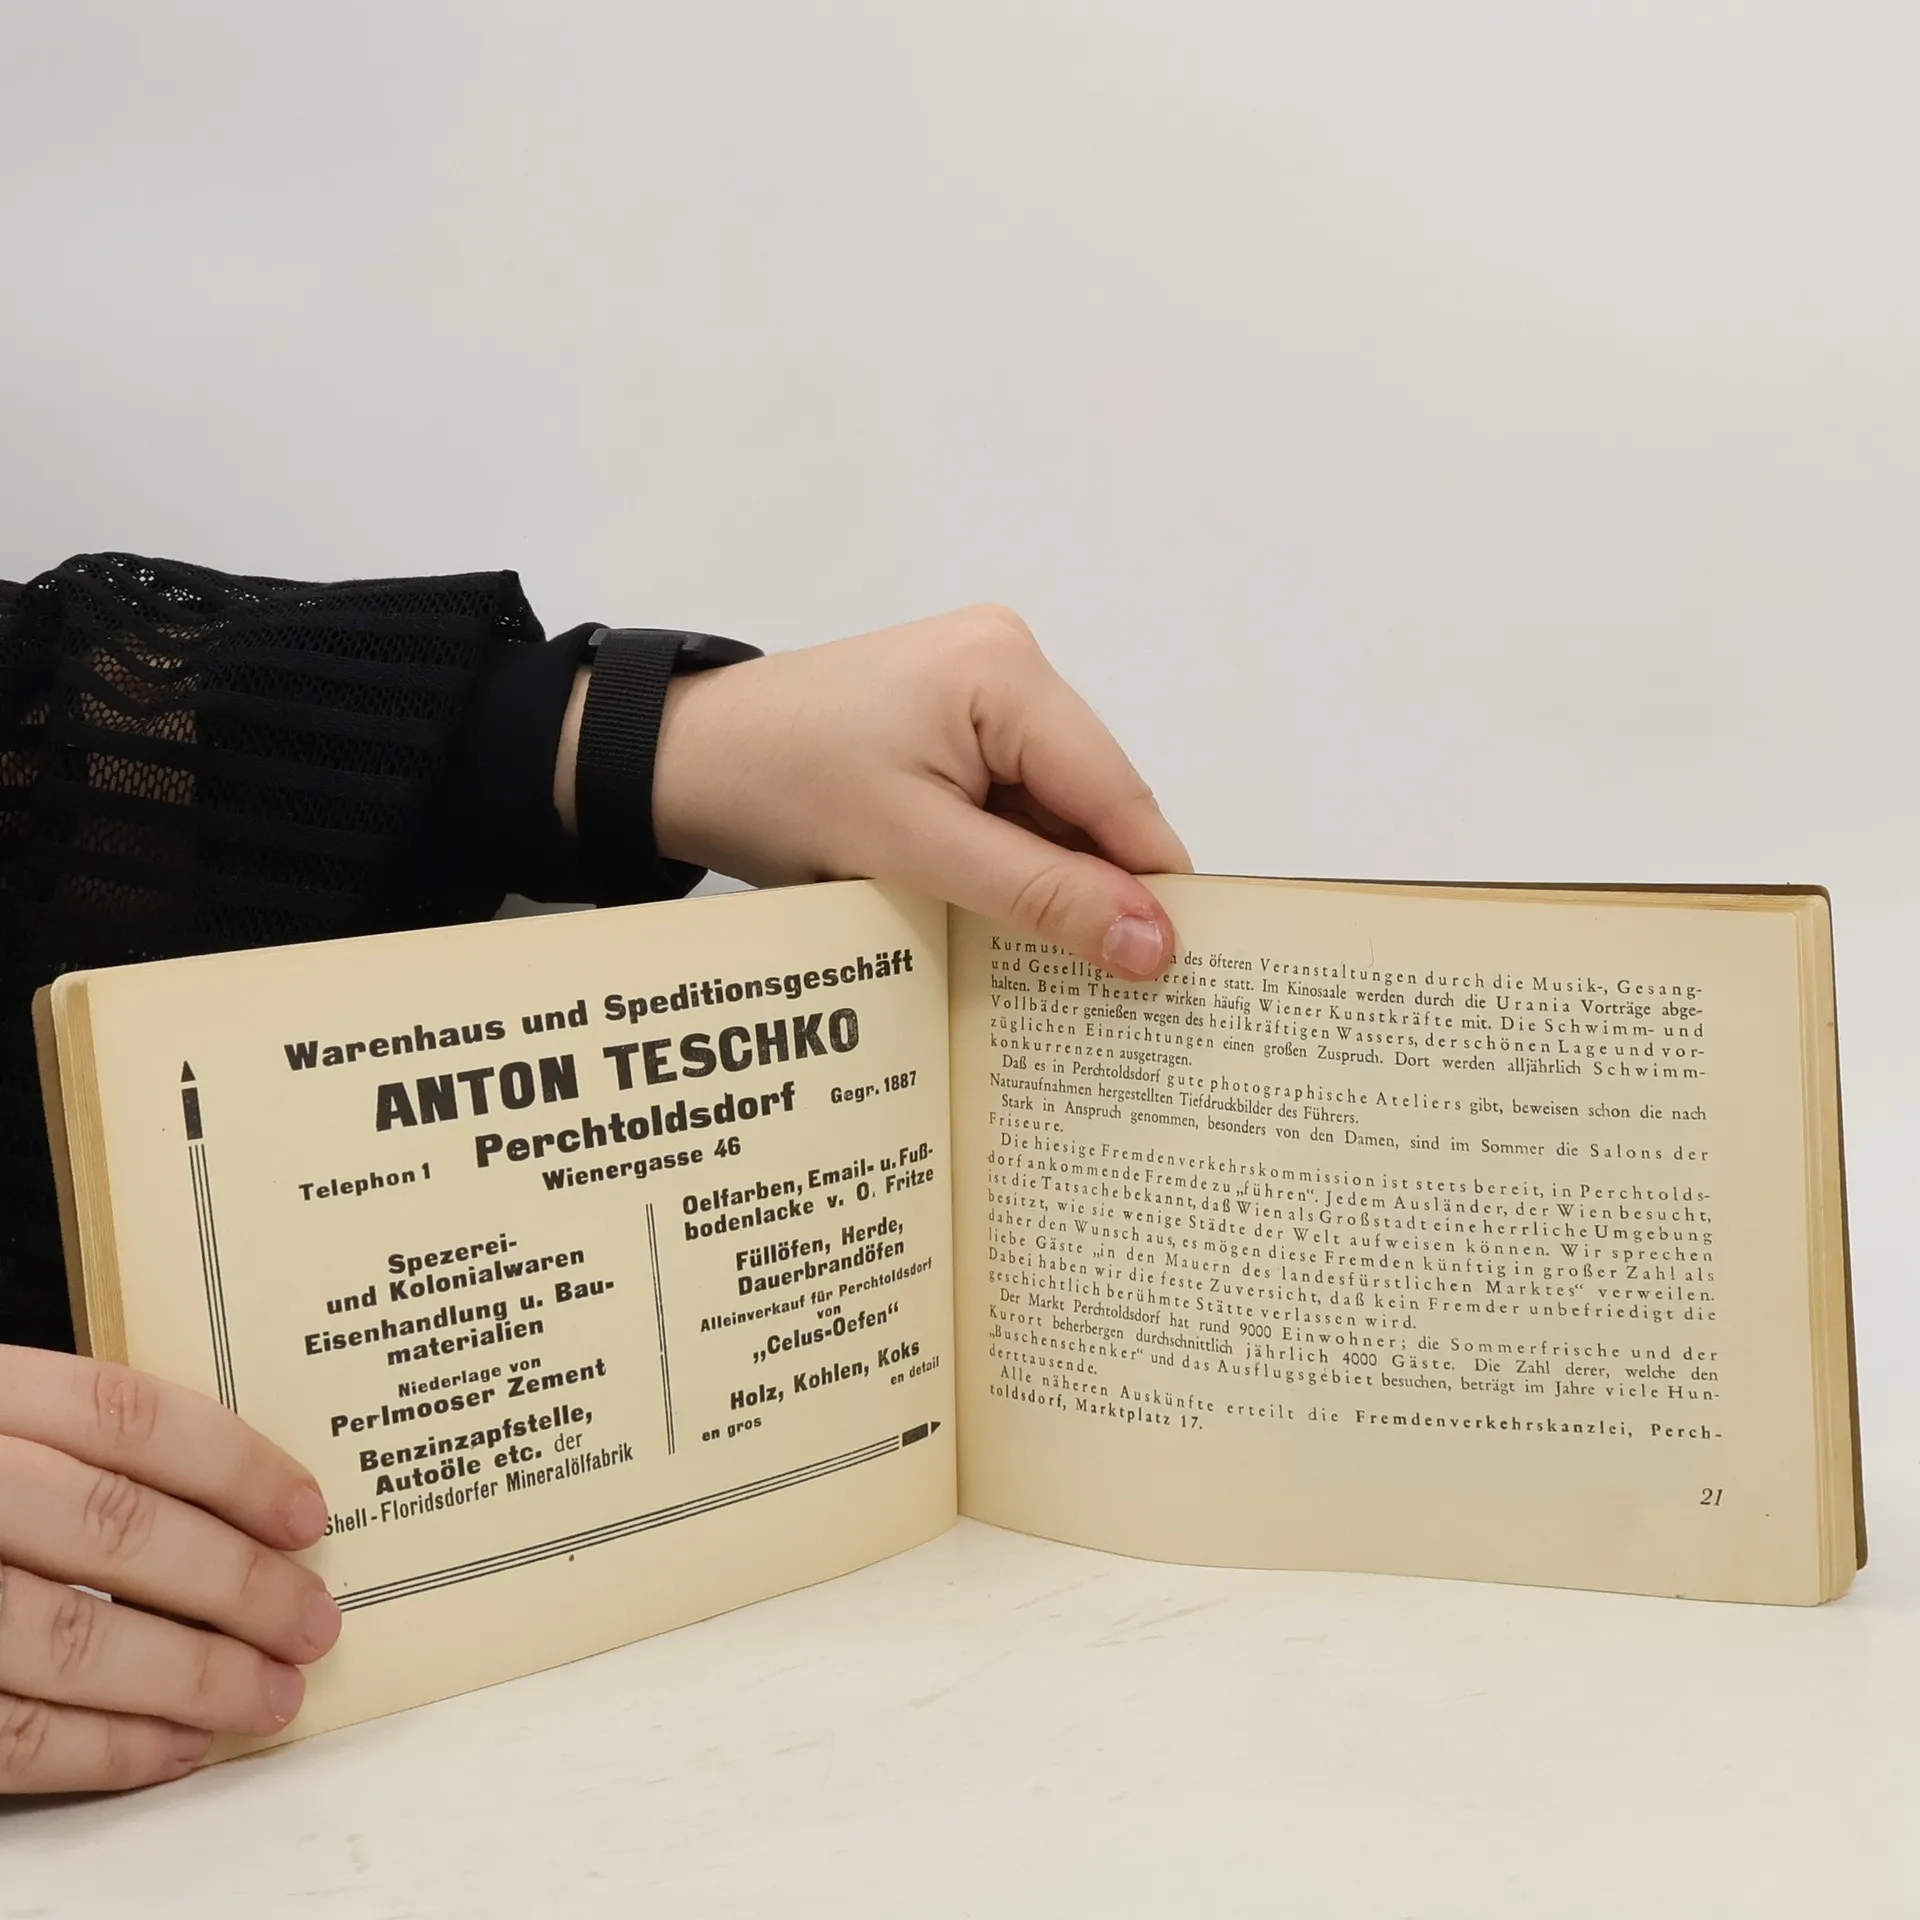 Warenhaus und Speditionsgeschäft
ANTON TESCHKO
Perchtoldsdorf Gegr. 1887
Telephon 1 Wienergasse 46
Spezerei-
und Kolonialwaren
Eisenhandlung u. Bau-
materialien
Niederlage von
Perlmooser Zement
Benzinzapfstelle,
Autoöle etc. der
Shell-Floridsdorfer Mineralölfabrik
Oelfarben, Email- u. Fuß-
bodenlacke v. O. Fritze
Füllöfen, Herde,
Dauerbrandöfen
Alleinverkauf für Perchtoldsdorf
von
„Celus-Oefen“
Holz, Kohlen, Koks
en gros en detail
des öfteren Veranstaltungen durch die Musik-, Gesang-
und statt. Im Kinosaale werden durch die Urania Vorträge abge-
halten. Beim Theater wirken häufig Wiener Kunstkräfte mit. Die Schwimm- und
Vollbäder genießen wegen des heilkräftigen Wassers, der schönen Lage und vor-
züglichen Einrichtungen einen großen Zuspruch. Dort werden alljährlich Schwimm-
konkurrenzen ausgetragen.
Daß es in Perchtoldsdorf gute photographische Ateliers gibt, beweisen schon die nach
Naturaufnahmen hergestellten Tiefdruckbilder des Führers.
Stark in Anspruch genommen, besonders von den Damen, sind im Sommer die Salons der
Friseure.
Die hiesige Fremdenverkehrskommission ist stets bereit, in Perchtolds-
dorf ankommende Fremde zu „führen“. Jedem Ausländer, der Wien besucht,
ist die Tatsache bekannt, daß Wien als Großstadt eine herrliche Umgebung
besitzt, wie sie wenige Städte der Welt aufweisen können. Wir sprechen
daher den Wunsch aus, es mögen diese Fremden künftig in großer Zahl als
liebe Gäste „in den Mauern des landesfürstlichen Marktes“ verweilen.
Dabei haben wir die feste Zuversicht, daß kein Fremder unbefriedigt die
geschichtlich berühmte Stätte verlassen wird.
Der Markt Perchtoldsdorf hat rund 9000 Einwohner; die Sommerfrische und der
Kurort beherbergen durchschnittlich jährlich 4000 Gäste. Die Zahl derer, welche den
„Buschenschenker“ und das Ausflugsgebiet besuchen, beträgt im Jahre viele Hun-
derttausende.
Alle näheren Auskünfte erteilt die Fremdenverkehrskanzlei, Perch-
toldsdorf, Marktplatz 17.
21